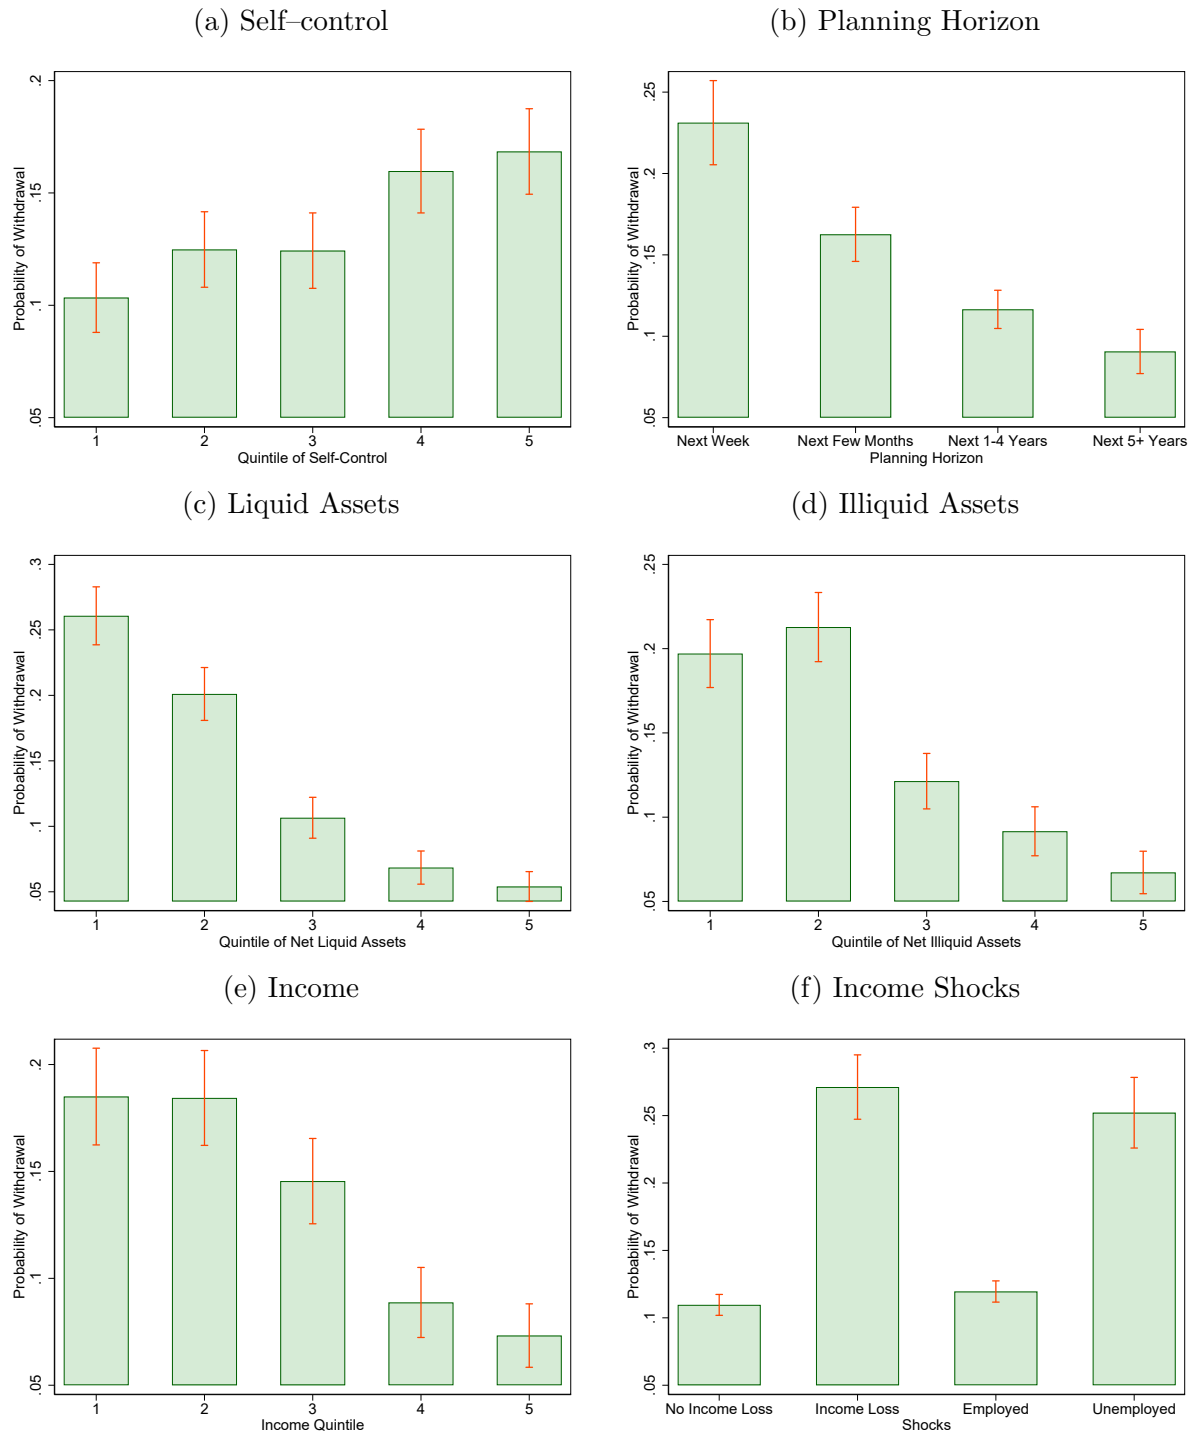 (a) Self–control
Probability of Withdrawal
.2
.15
.1
.05
1 2 3 4 5
Quintile of Self-Control
(b) Planning Horizon
Probability of Withdrawal
.25
.2
.15
.1
.05
Next Week Next Few Months Next 1-4 Years Next 5+ Years
Planning Horizon
(c) Liquid Assets
Probability of Withdrawal
.3
.25
.2
.15
.1
.05
1 2 3 4 5
Quintile of Net Liquid Assets
(d) Illiquid Assets
Probability of Withdrawal
.25
.2
.15
.1
.05
1 2 3 4 5
Quintile of Net Illiquid Assets
(e) Income
Probability of Withdrawal
.2
.15
.1
.05
1 2 3 4 5
Income Quintile
(f) Income Shocks
Probability of Withdrawal
.3
.25
.2
.15
.1
.05
No Income Loss Income Loss Employed Unemployed
Shocks